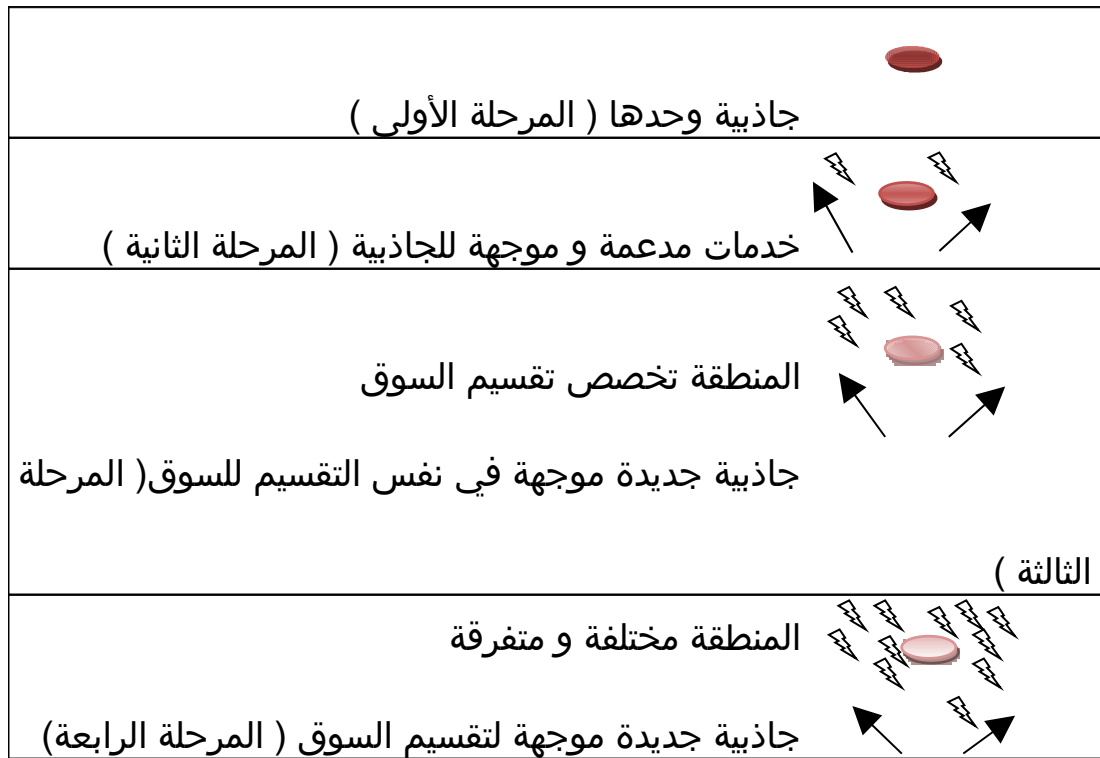 جاذبية وحدها ( المرحلة الأولى )
خدمات مدعمة و موجهة للجاذبية ( المرحلة الثانية )
المنطقة تخصص تقسيم السوق
جاذبية جديدة موجهة في نفس التقسيم للسوق( المرحلة
الثالثة )
المنطقة مختلفة و متفرقة
جاذبية جديدة موجهة لتقسيم السوق ( المرحلة الرابعة)